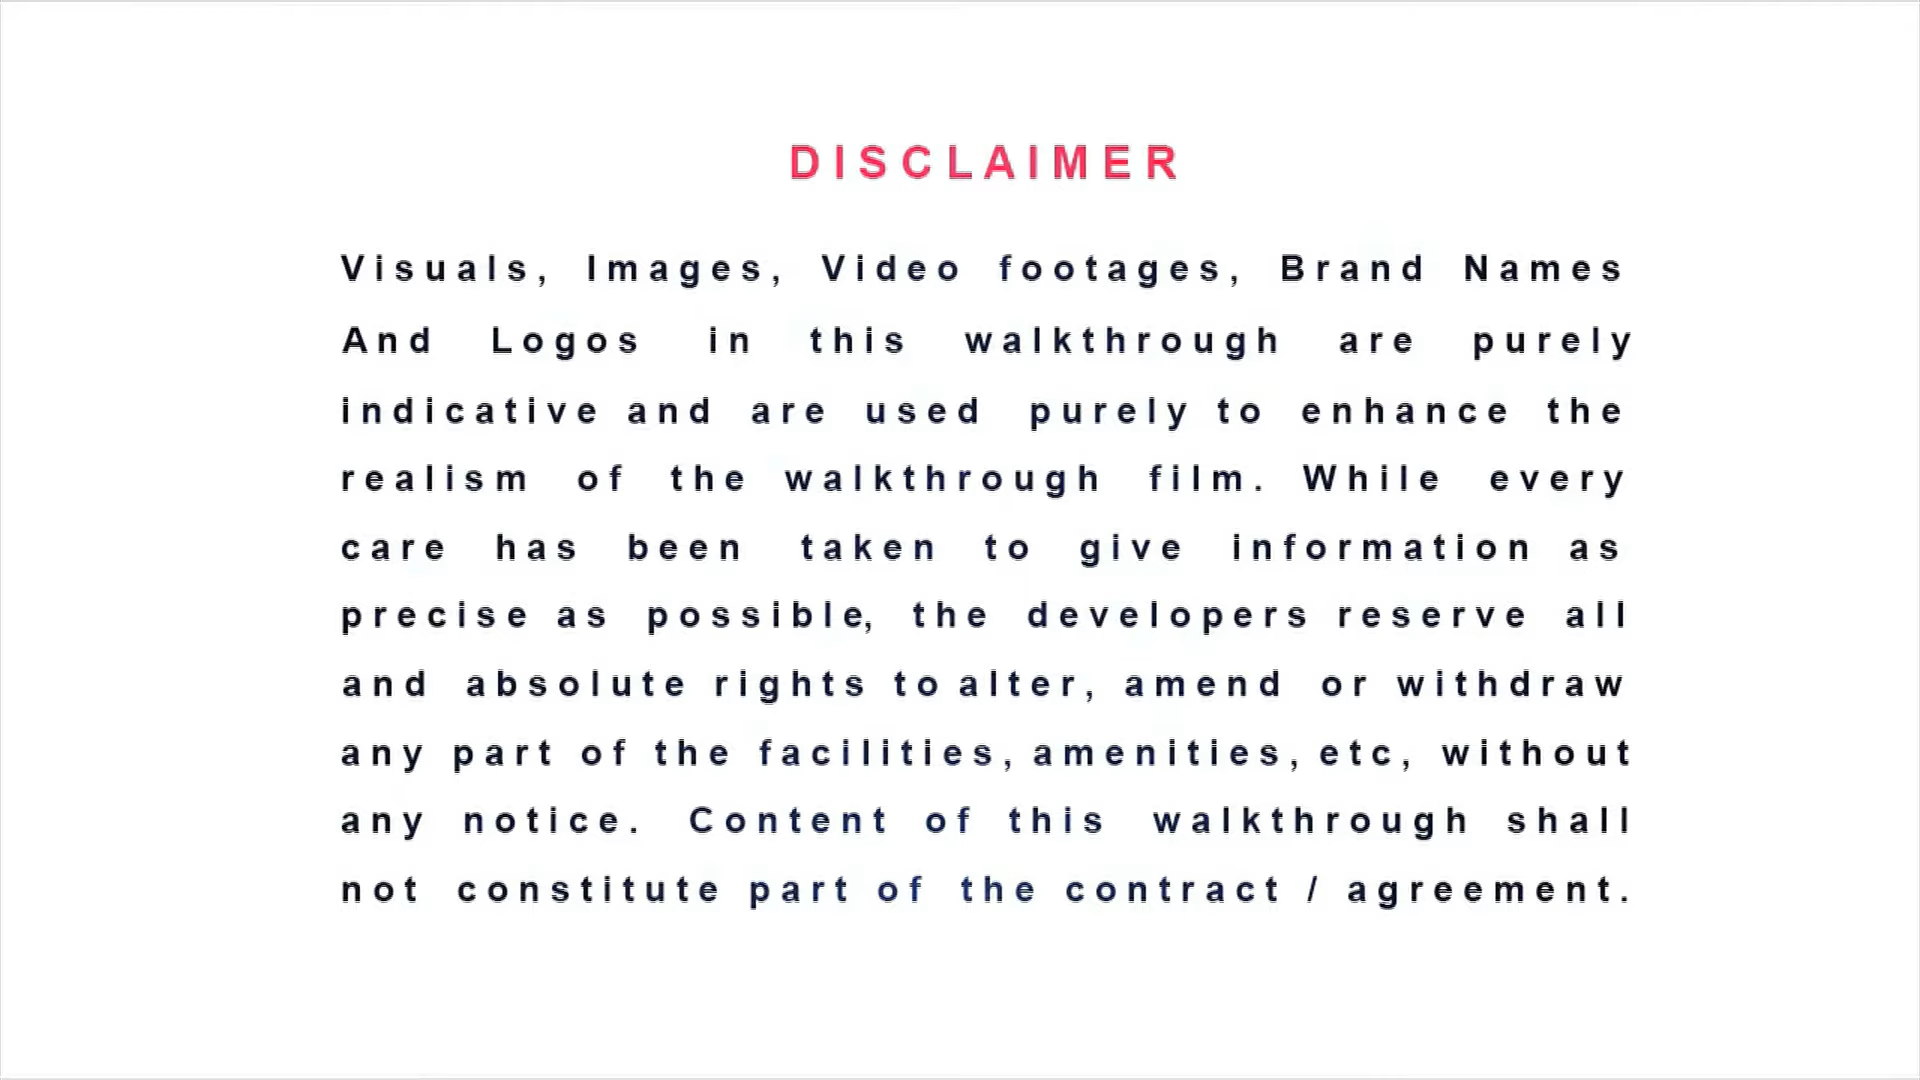 DISCLAIMER
Visuals, Images, Video footages, Brand Names
And Logos in this walkthrough are purely
indicative and are used purely to enhance the
realism of the walkthrough film. While every
care has been taken to give information as
precise as possible, the developers reserve all
and absolute rights to alter, amend or withdraw
any part of the facilities, amenities, etc, without
any notice. Content of this walkthrough shall
not constitute part of the contract / agreement.